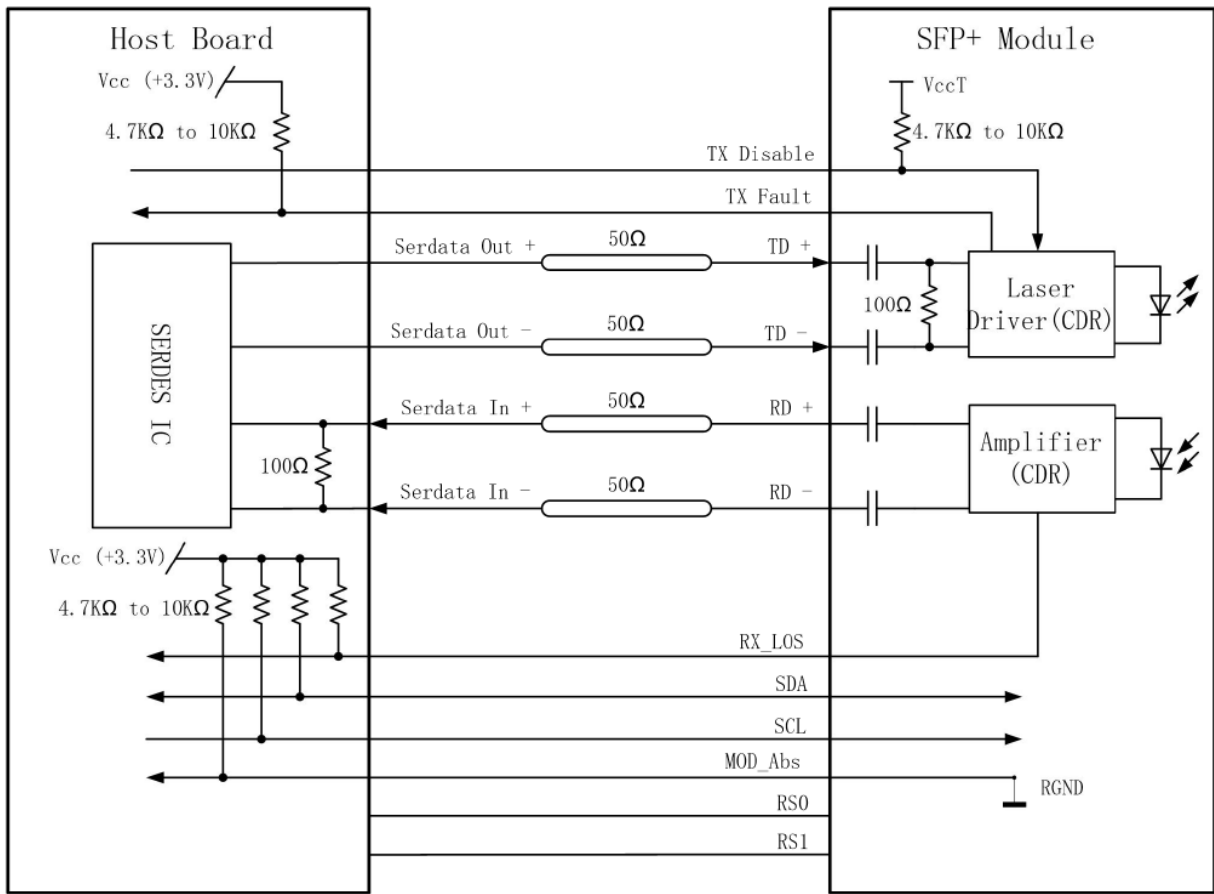 Host Board
SFP+ Module
Vcc (+3.3V)
VccT
4.7KΩ to 10KΩ
4.7KΩ to 10KΩ
TX Disable
TX Fault
Serdata Out +
50Ω
TD +
SERDES IC
100Ω
Laser
Driver(CDR)
Serdata Out -
50Ω
TD -
Serdata In +
50Ω
RD +
100Ω
Amplifier
(CDR)
Serdata In -
50Ω
RD -
Vcc (+3.3V)
4.7KΩ to 10KΩ
RX_LOS
SDA
SCL
MOD_Abs
RGND
RS0
RS1